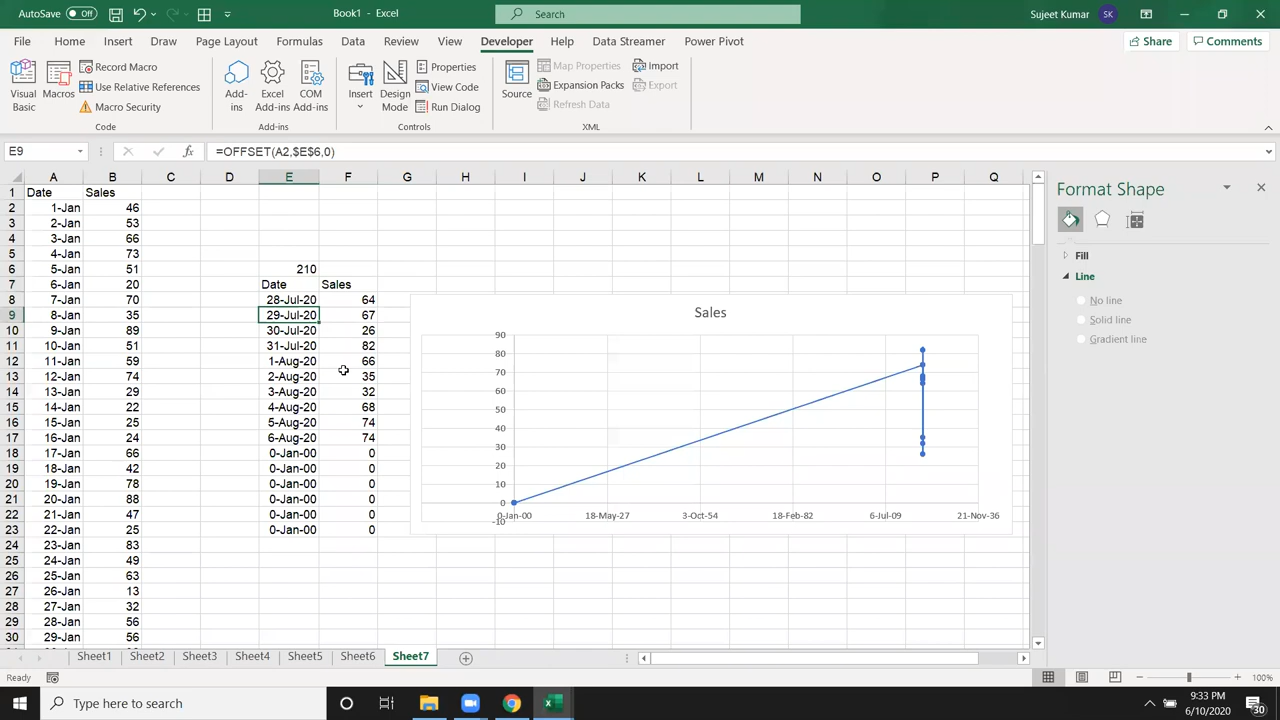 AutoSave Off Book1 - Excel Search Sujeet Kumar SK
File Home Insert Draw Page Layout Formulas Data Review View Developer Help Data Streamer Power Pivot Share Comments
Visual Basic Macros Record Macro Use Relative References Macro Security Code
Add-ins Excel Add-ins COM Add-ins Add-ins
Insert Design Mode Properties View Code Run Dialog Controls
Source Map Properties Expansion Packs Refresh Data Import Export XML
E9 fx =OFFSET(A2,$E$6,0)
A B C D E F G H I J K L M N O P Q
1 Date Sales
2 1-Jan 46
3 2-Jan 53
4 3-Jan 66
5 4-Jan 73
6 5-Jan 51 210
7 6-Jan 20 Date Sales
8 7-Jan 70 28-Jul-20 64
9 8-Jan 35 29-Jul-20 67
10 9-Jan 89 30-Jul-20 26
11 10-Jan 51 31-Jul-20 82
12 11-Jan 59 1-Aug-20 66
13 12-Jan 74 2-Aug-20 35
14 13-Jan 29 3-Aug-20 32
15 14-Jan 22 4-Aug-20 68
16 15-Jan 25 5-Aug-20 74
17 16-Jan 24 6-Aug-20 74
18 17-Jan 66 0-Jan-00 0
19 18-Jan 42 0-Jan-00 0
20 19-Jan 78 0-Jan-00 0
21 20-Jan 88 0-Jan-00 0
22 21-Jan 47 0-Jan-00 0
23 22-Jan 25 0-Jan-00 0
24 23-Jan 83
25 24-Jan 49
26 25-Jan 63
27 26-Jan 13
28 27-Jan 32
29 28-Jan 56
30 29-Jan 56
Sales
90
80
70
60
50
40
30
20
10
0
-10
0-Jan-00 18-May-27 3-Oct-54 18-Feb-82 6-Jul-09 21-Nov-36
Format Shape
Fill
Line
No line
Solid line
Gradient line
Sheet1 Sheet2 Sheet3 Sheet4 Sheet5 Sheet6 Sheet7
Ready 100%
Type here to search
9:33 PM
6/10/2020
30